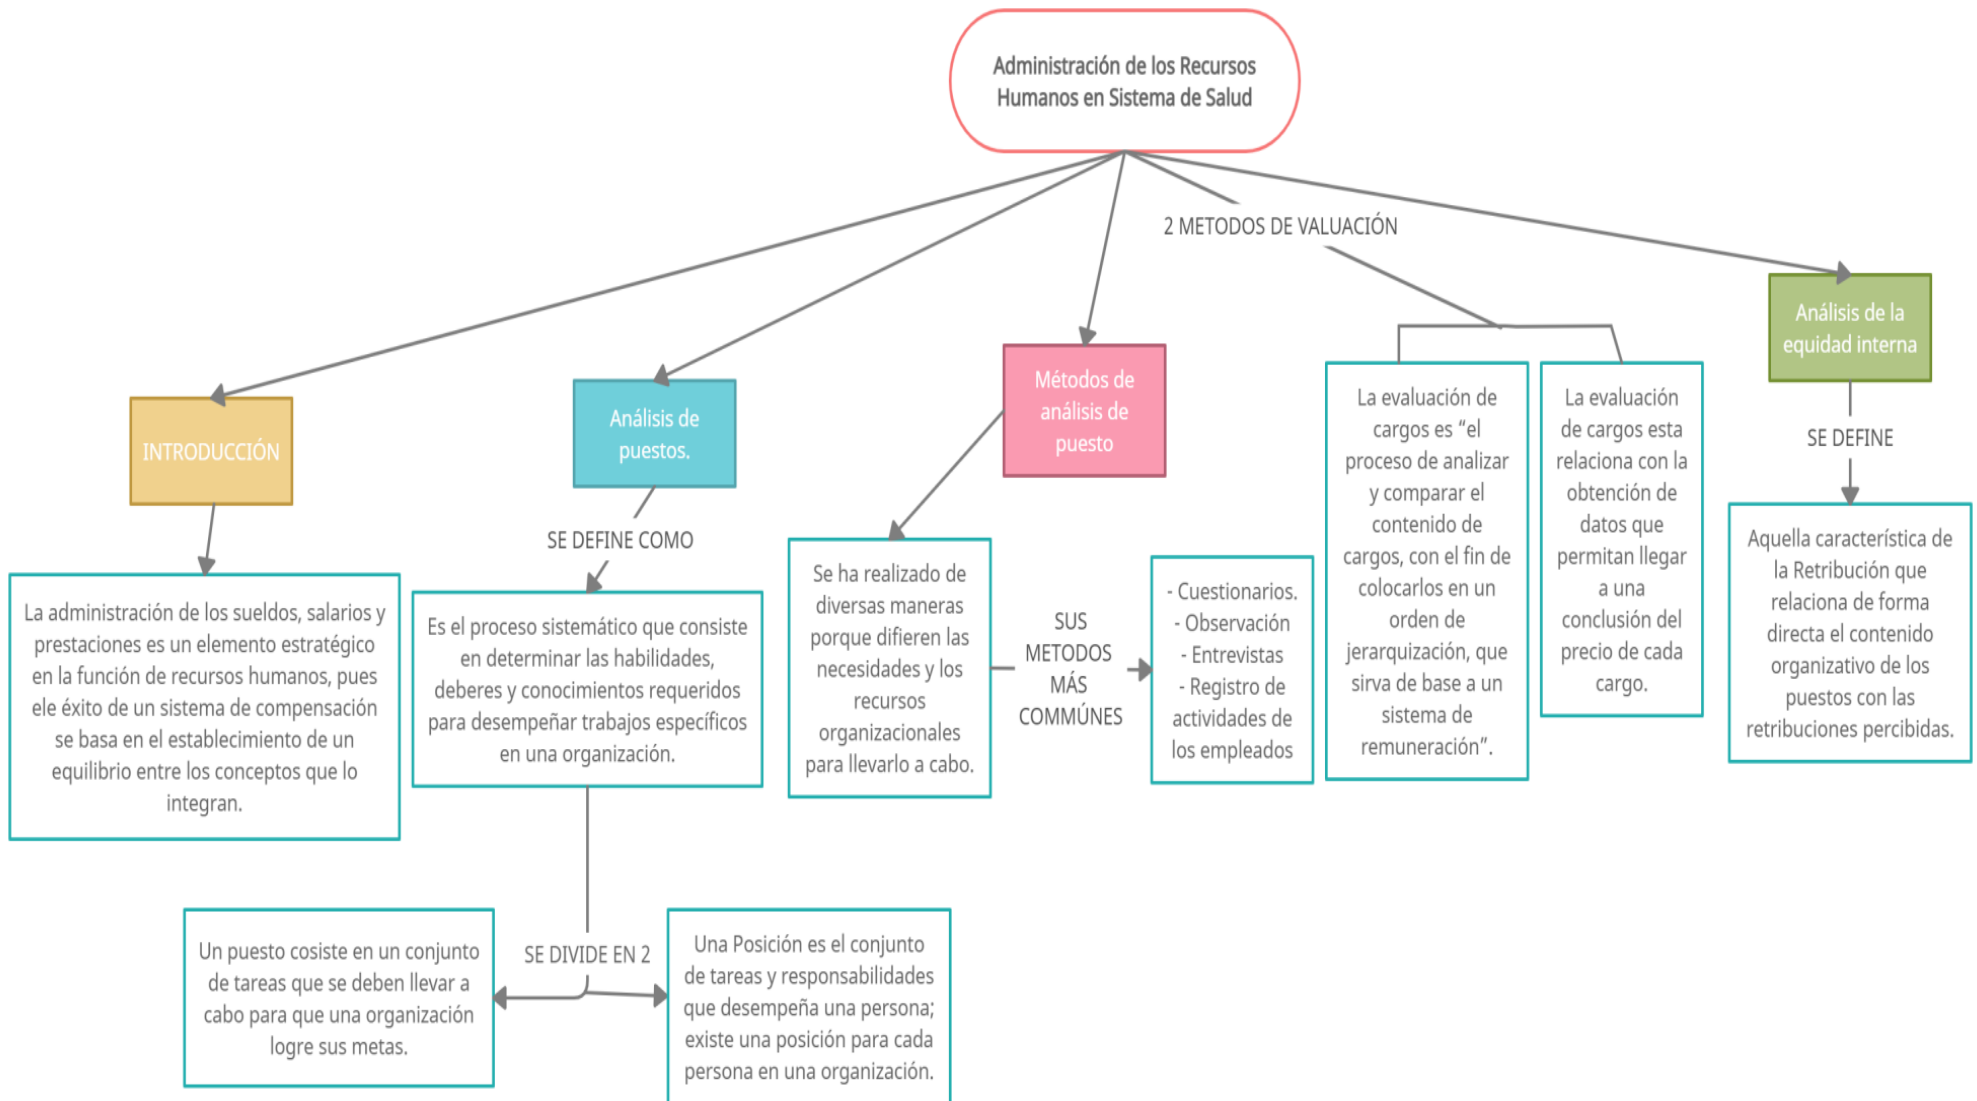 Administración de los Recursos
Humanos en Sistema de Salud
2 METODOS DE VALUACIÓN
INTRODUCCIÓN
La administración de los sueldos, salarios y
prestaciones es un elemento estratégico
en la función de recursos humanos, pues
ele éxito de un sistema de compensación
se basa en el establecimiento de un
equilibrio entre los conceptos que lo
integran.
Análisis de
puestos.
SE DEFINE COMO
Es el proceso sistemático que consiste
en determinar las habilidades,
deberes y conocimientos requeridos
para desempeñar trabajos específicos
en una organización.
SE DIVIDE EN 2
Un puesto cosiste en un conjunto
de tareas que se deben llevar a
cabo para que una organización
logre sus metas.
Una Posición es el conjunto
de tareas y responsabilidades
que desempeña una persona;
existe una posición para cada
persona en una organización.
Métodos de
análisis de
puesto
Se ha realizado de
diversas maneras
porque difieren las
necesidades y los
recursos
organizacionales
para llevarlo a cabo.
SUS
METODOS
MÁS
COMMÚNES
- Cuestionarios.
- Observación
- Entrevistas
- Registro de
actividades de
los empleados
La evaluación de
cargos es “el
proceso de analizar
y comparar el
contenido de
cargos, con el fin de
colocarlos en un
orden de
jerarquización, que
sirva de base a un
sistema de
remuneración”.
La evaluación
de cargos esta
relaciona con la
obtención de
datos que
permitan llegar
a una
conclusión del
precio de cada
cargo.
Análisis de la
equidad interna
SE DEFINE
Aquella característica de
la Retribución que
relaciona de forma
directa el contenido
organizativo de los
puestos con las
retribuciones percibidas.